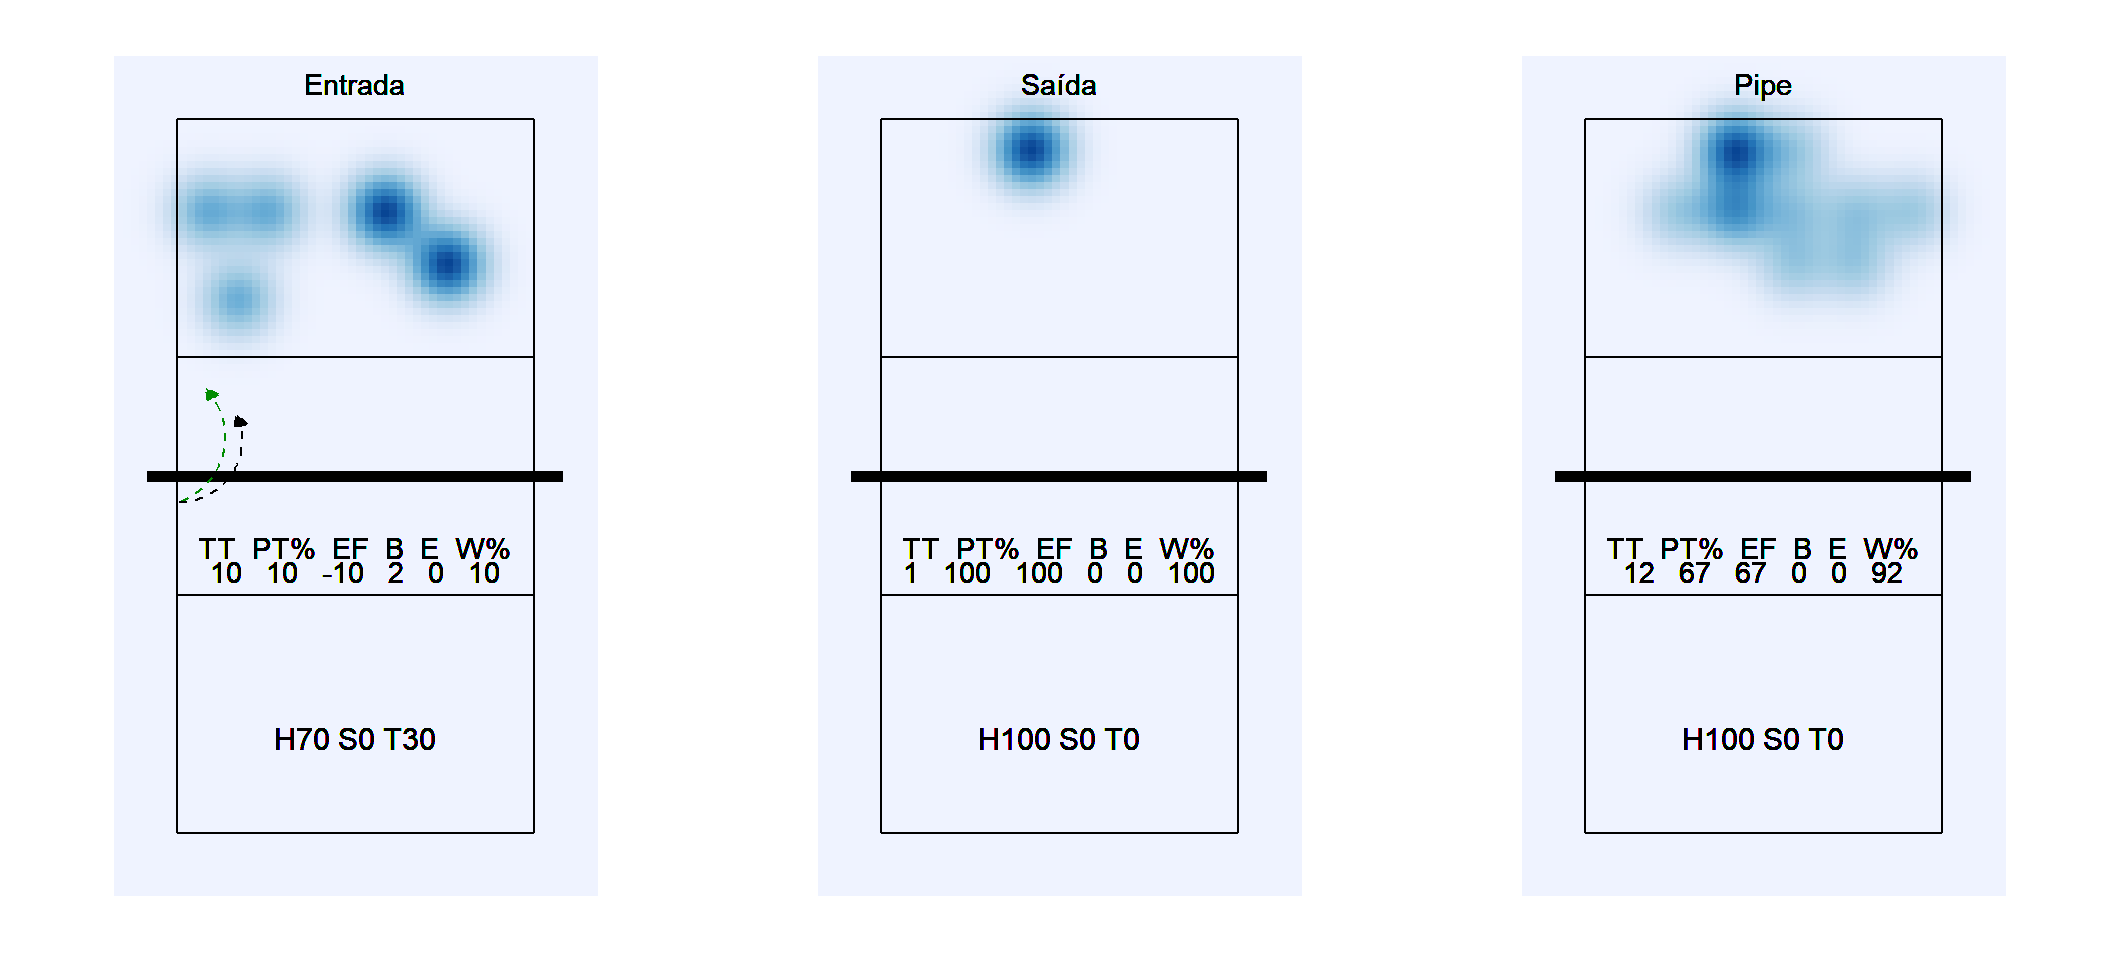 Entrada
TT PT% EF B E W%
10 10 -10 2 0 10
H70 S0 T30
Saída
TT PT% EF B E W%
1 100 100 0 0 100
H100 S0 T0
Pipe
TT PT% EF B E W%
12 67 67 0 0 92
H100 S0 T0